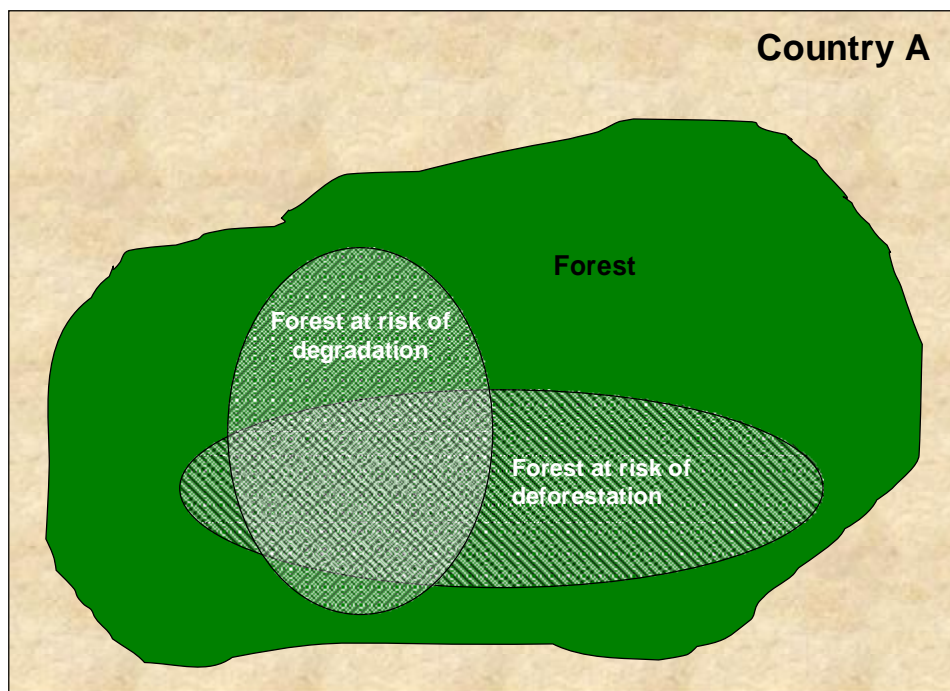 Country A
Forest
Forest at risk of
degradation
Forest at risk of
deforestation